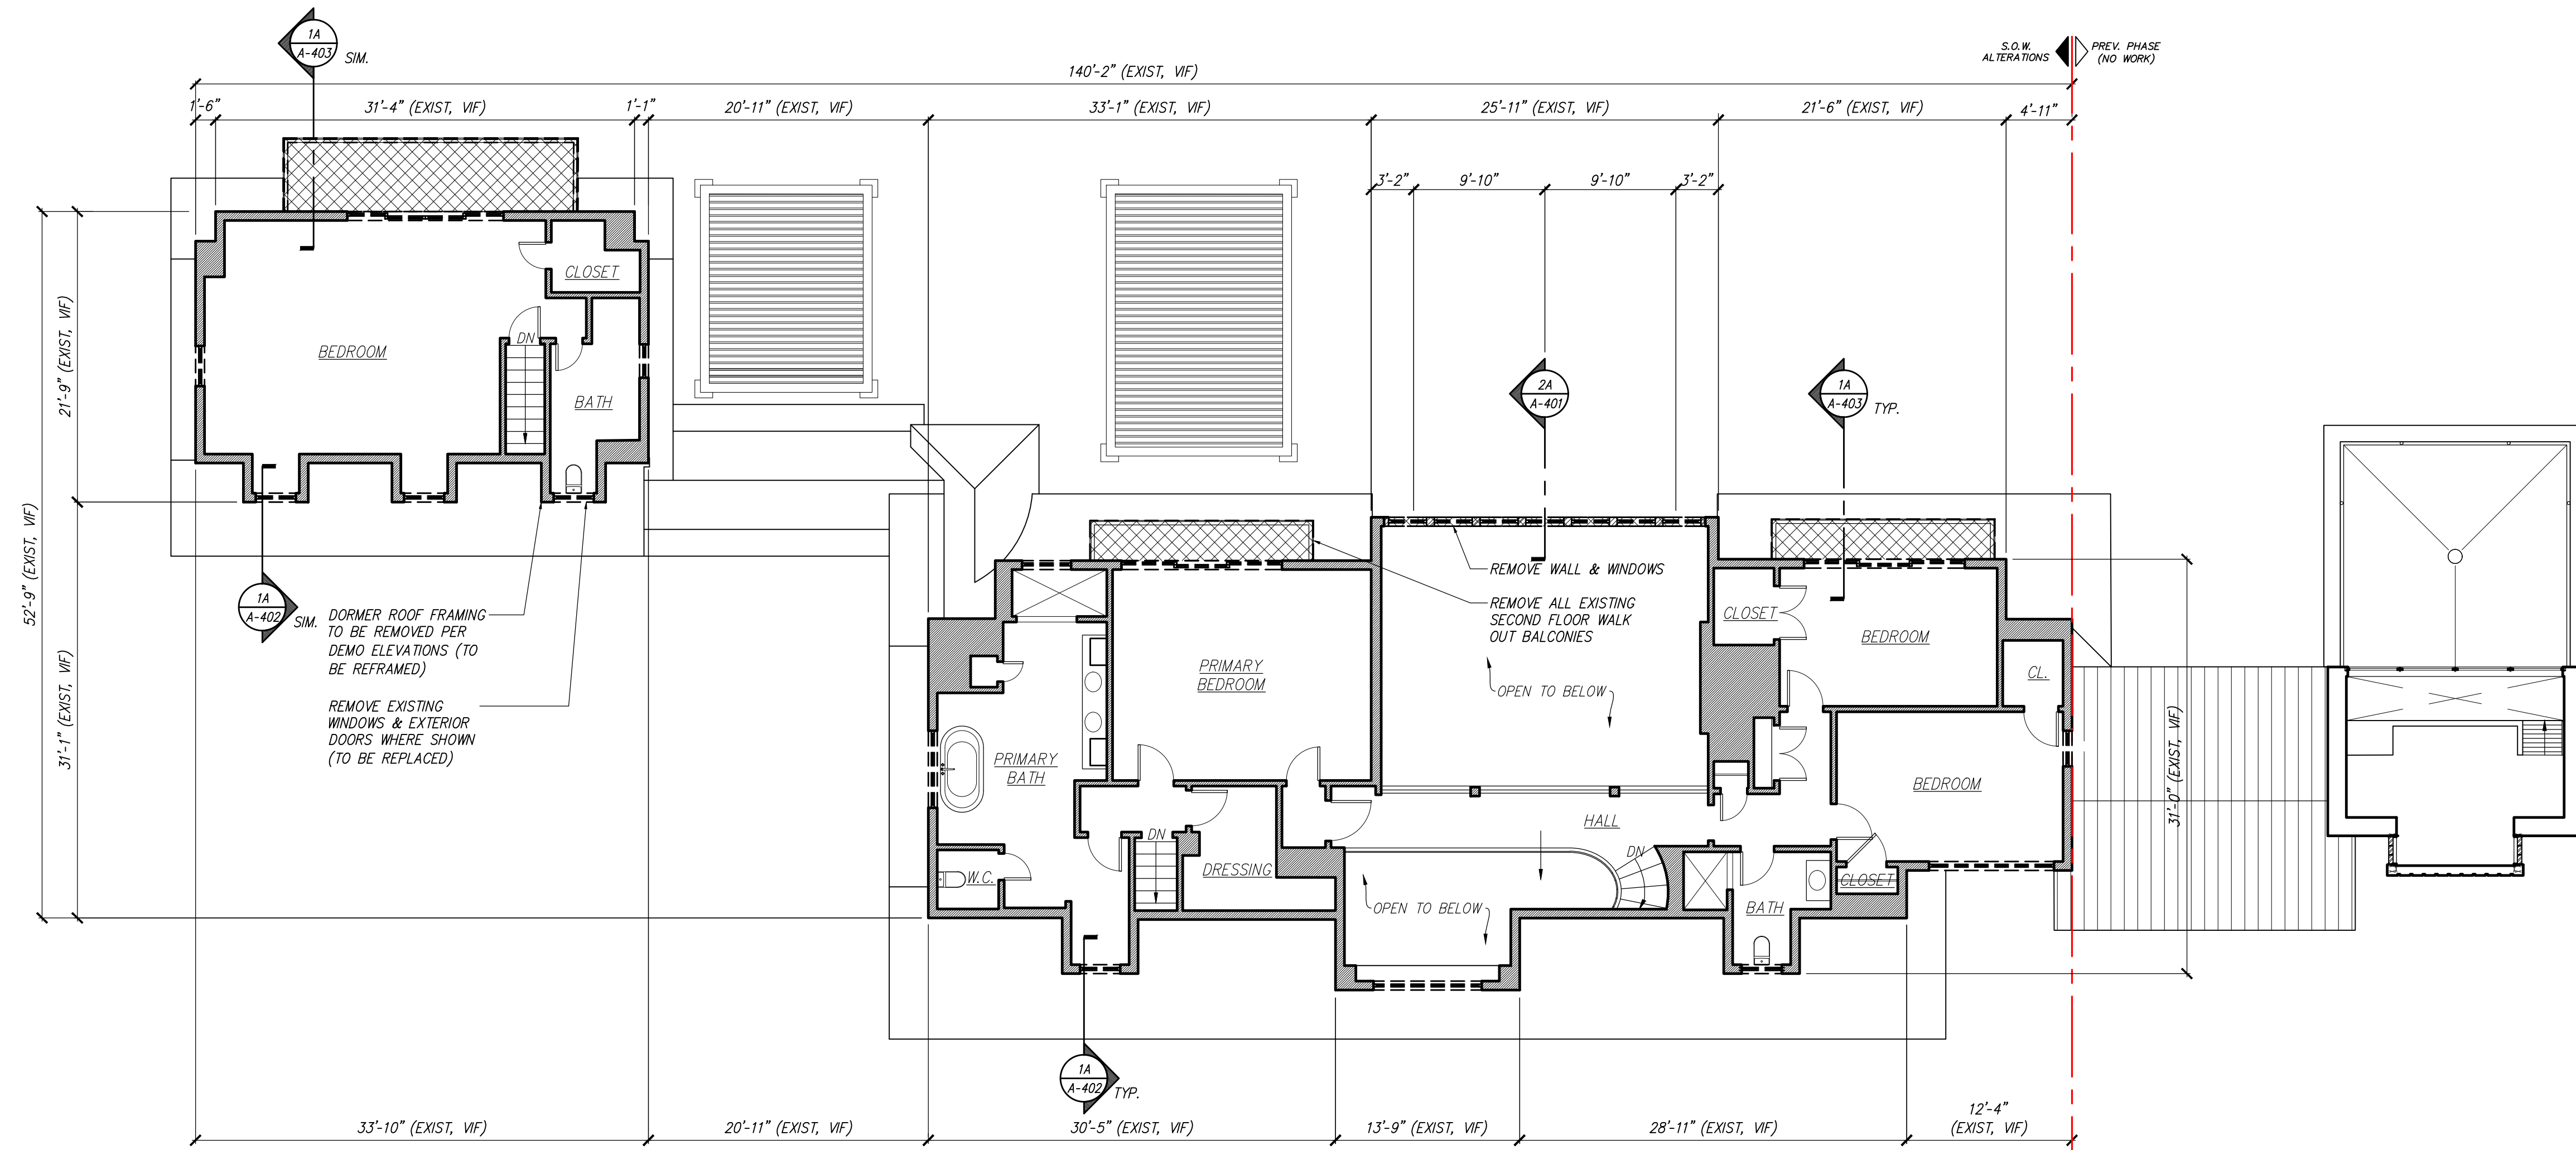 1A
A-403
SIM.
S.O.W.
ALTERATIONS
PREV. PHASE
(NO WORK)
140'-2" (EXIST, VIF)
1'-6"
31'-4" (EXIST, VIF)
1'-1"
20'-11" (EXIST, VIF)
33'-1" (EXIST, VIF)
25'-11" (EXIST, VIF)
21'-6" (EXIST, VIF)
4'-11"
3'-2"
9'-10"
9'-10"
3'-2"
CLOSET
BEDROOM
DN
BATH
21'-9" (EXIST, VIF)
52'-9" (EXIST, VIF)
31'-1" (EXIST, VIF)
2A
A-401
1A
A-403
TYP.
1A
A-402
SIM.
DORMER ROOF FRAMING
TO BE REMOVED PER
DEMO ELEVATIONS (TO
BE REFRAMED)
REMOVE EXISTING
WINDOWS & EXTERIOR
DOORS WHERE SHOWN
(TO BE REPLACED)
REMOVE WALL & WINDOWS
REMOVE ALL EXISTING
SECOND FLOOR WALK
OUT BALCONIES
OPEN TO BELOW
CLOSET
BEDROOM
CL.
PRIMARY
BEDROOM
PRIMARY
BATH
BEDROOM
31'-0" (EXIST, VIF)
HALL
DN
DN
W.C.
DRESSING
CLOSET
OPEN TO BELOW
BATH
1A
A-402
TYP.
33'-10" (EXIST, VIF)
20'-11" (EXIST, VIF)
30'-5" (EXIST, VIF)
13'-9" (EXIST, VIF)
28'-11" (EXIST, VIF)
12'-4"
(EXIST, VIF)